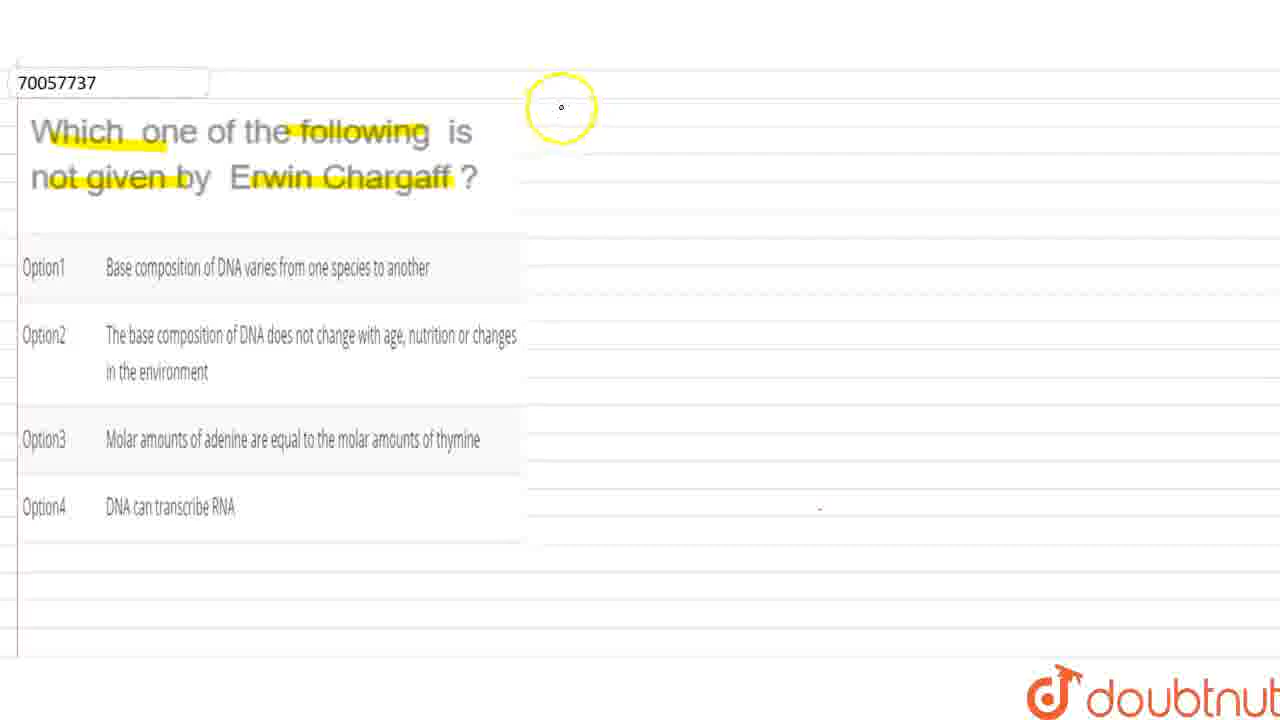 70057737
Which one of the following is
not given by Erwin Chargaff ?
Option1 Base composition of DNA varies from one species to another
Option2 The base composition of DNA does not change with age, nutrition or changes
in the environment
Option3 Molar amounts of adenine are equal to the molar amounts of thymine
Option4 DNA can transcribe RNA
doubtnut